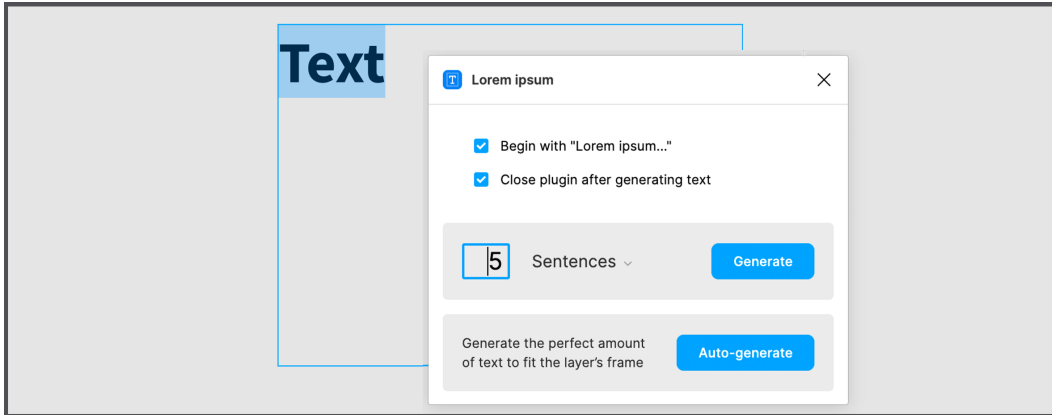 Text
Lorem ipsum
Begin with "Lorem ipsum..."
Close plugin after generating text
5 Sentences Generate
Generate the perfect amount
of text to fit the layer’s frame
Auto-generate